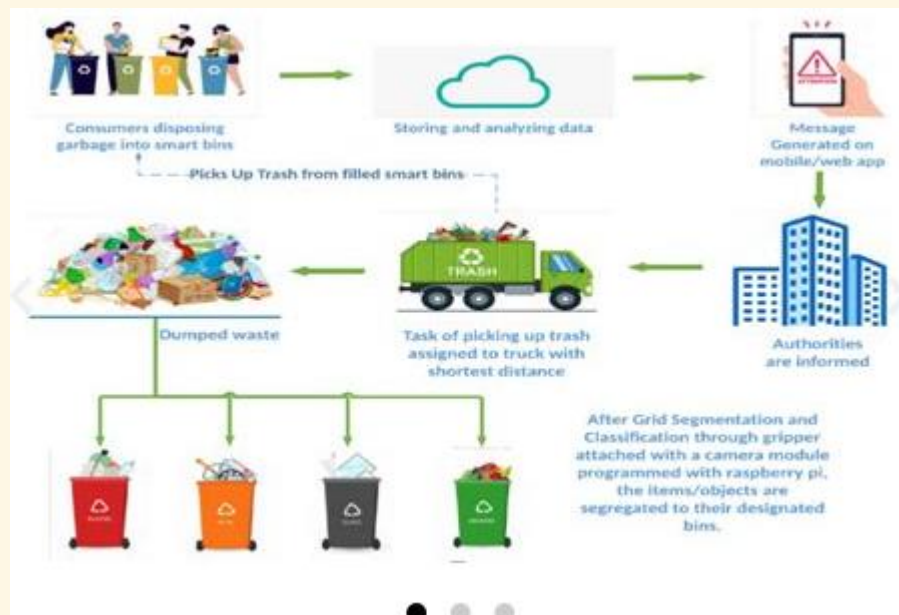 Consumers disposing
garbage into smart bins
Storing and analyzing data
ATTENTION
Message
Generated on
mobile/web app
Picks Up Trash from filled smart bins
TRASH
Dumped waste
Task of picking up trash
assigned to truck with
shortest distance
Authorities
are informed
After Grid Segmentation and
Classification through gripper
attached with a camera module
programmed with raspberry pi,
the items/objects are
segregated to their designated
bins.